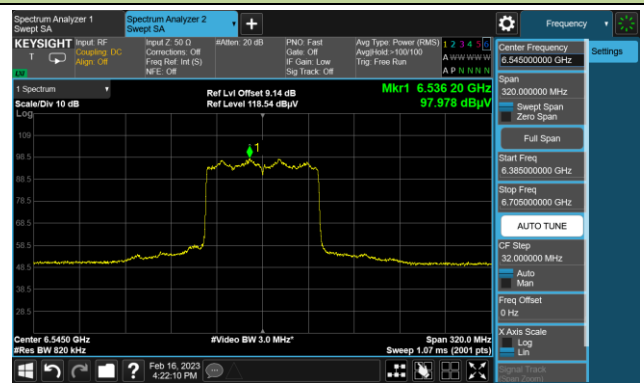 Spectrum Analyzer 1
Swept SA
Spectrum Analyzer 2
Swept SA
+
Frequency
KEYSIGHT
T
LU
Input: RF
Coupling: DC
Align: Off
Input Z: 50 Ω
Corrections: Off
Freq Ref: Int (S)
NFE: Off
#Atten: 20 dB
PNO: Fast
Gate: Off
IF Gain: Low
Sig Track: Off
Avg Type: Power (RMS)
Avg|Hold:>100/100
Trig: Free Run
1 2 3 4 5 6
A W W W W W
A P N N N N
1 Spectrum
Scale/Div 10 dB
Log
Ref Lvl Offset 9.14 dB
Ref Level 118.54 dBµV
Mkr1 6.536 20 GHz
97.978 dBµV
1
109
98.5
88.5
78.5
68.5
58.5
48.5
38.5
28.5
Center 6.5450 GHz
#Res BW 820 kHz
#Video BW 3.0 MHz*
Span 320.0 MHz
Sweep 1.07 ms (2001 pts)
Center Frequency
6.545000000 GHz
Settings
Span
320.000000 MHz
Swept Span
Zero Span
Full Span
Start Freq
6.385000000 GHz
Stop Freq
6.705000000 GHz
AUTO TUNE
CF Step
32.000000 MHz
Auto
Man
Freq Offset
0 Hz
X Axis Scale
Log
Lin
Signal Track
(Span Zoom)
?
Feb 16, 2023
4:22:10 PM